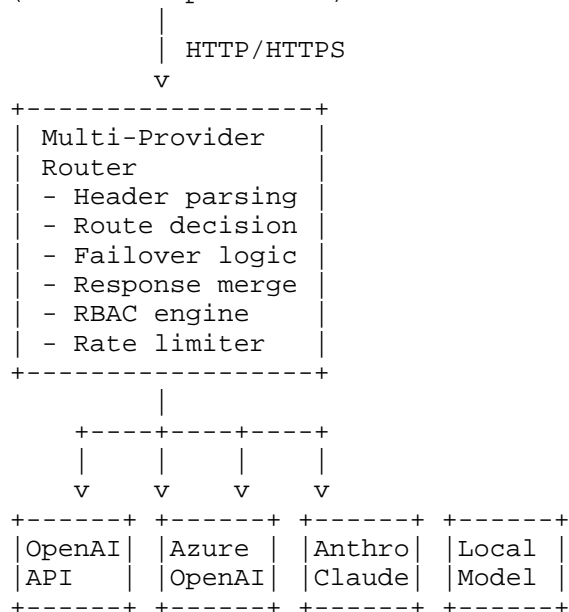 HTTP/HTTPS
v
Multi-Provider
Router
- Header parsing
- Route decision
- Failover logic
- Response merge
- RBAC engine
- Rate limiter
v v v v
OpenAI Azure Anthro Local
API OpenAI Claude Model